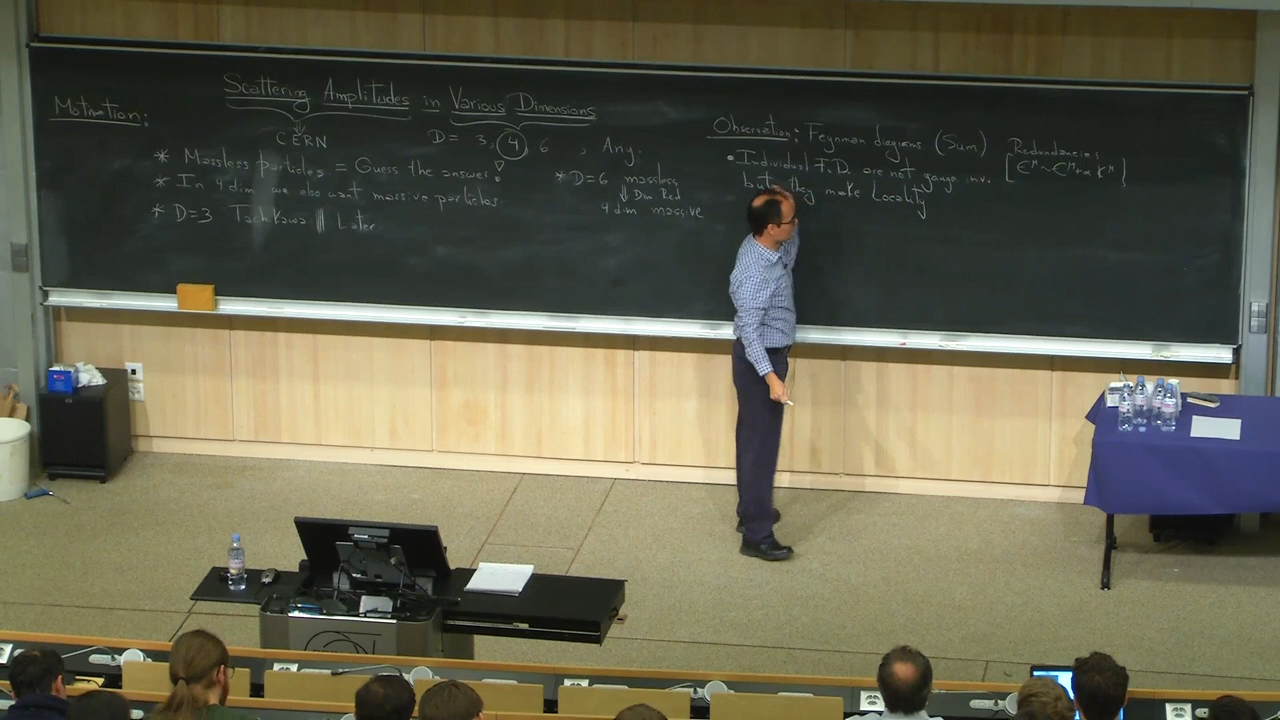 Motivation:
Scattering Amplitudes in Various Dimensions
CERN
D = 3, 4, 6, Any.
* Massless particles = Guess the answer!
* In 4 dim we also want massive particles.
* D=3 Tachikawa || Later
* D=6 massless
↓ Dim Red
4 dim massive
Observation: Feynman diagrams (Sum)
• Individual F.D. are not gauge inv.
but they make Locality
Redundancies
[ ϵ^μ ~ ϵ^μ + α K^μ ]